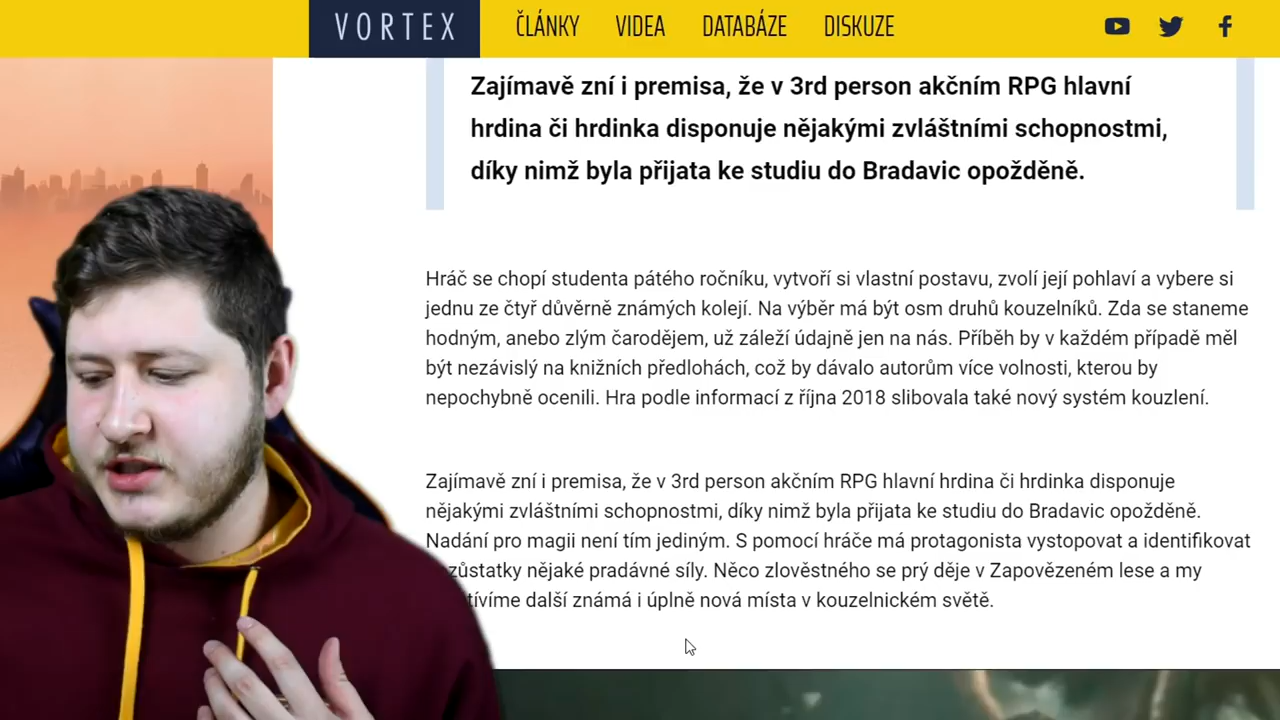 VORTEX ČLÁNKY VIDEA DATABÁZE DISKUZE
Zajímavě zní i premisa, že v 3rd person akčním RPG hlavní
hrdina či hrdinka disponuje nějakými zvláštními schopnostmi,
díky nimž byla přijata ke studiu do Bradavic opožděně.
Hráč se chopí studenta pátého ročníku, vytvoří si vlastní postavu, zvolí její pohlaví a vybere si
jednu ze čtyř důvěrně známých kolejí. Na výběr má být osm druhů kouzelníků. Zda se staneme
hodným, anebo zlým čarodějem, už záleží údajně jen na nás. Příběh by v každém případě měl
být nezávislý na knižních předlohách, což by dávalo autorům více volnosti, kterou by
nepochybně ocenili. Hra podle informací z října 2018 slibovala také nový systém kouzlení.
Zajímavě zní i premisa, že v 3rd person akčním RPG hlavní hrdina či hrdinka disponuje
nějakými zvláštními schopnostmi, díky nimž byla přijata ke studiu do Bradavic opožděně.
Nadání pro magii není tím jediným. S pomocí hráče má protagonista vystopovat a identifikovat
zůstatky nějaké pradávné síly. Něco zlověstného se prý děje v Zapovězeném lese a my
tívíme další známá i úplně nová místa v kouzelnickém světě.